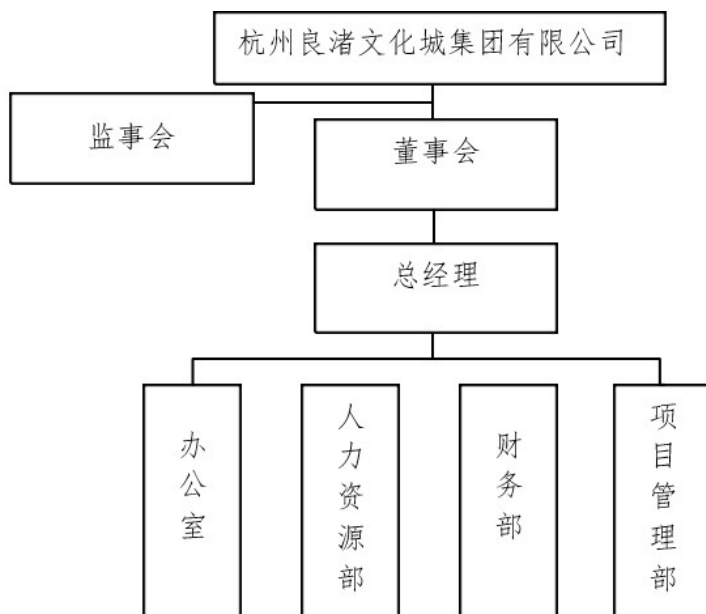 杭州良渚文化城集团有限公司
监事会
董事会
总经理
办公室
人力资源部
财务部
项目管理部